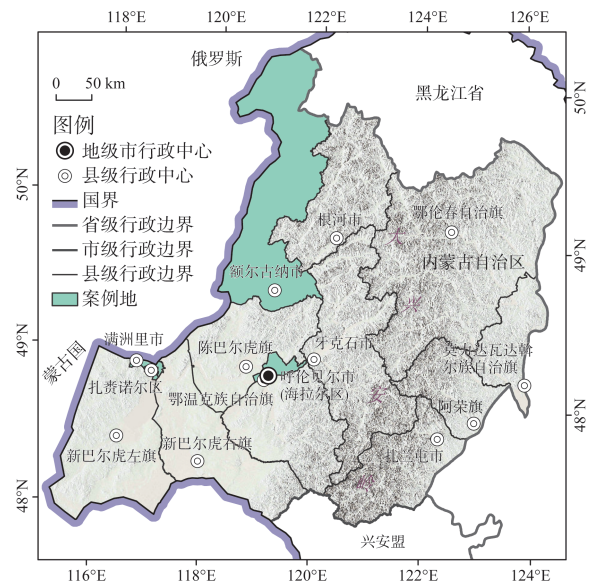 118°E 120°E 122°E 124°E 126°E
俄罗斯
0 50 km
黑龙江省
50°N
图例
地级市行政中心
县级行政中心
国界
省级行政边界
市级行政边界
县级行政边界
案例地
50°N
根河市
鄂伦春自治旗
大
内蒙古自治区
49°N
额尔古纳市
兴
49°N
满洲里市
蒙古国
陈巴尔虎旗
牙克石市
莫力达瓦达斡
尔族自治旗
扎赉诺尔区
呼伦贝尔市
(海拉尔区)
鄂温克族自治旗
安
阿荣旗
48°N
新巴尔虎左旗
新巴尔虎右旗
扎兰屯市
岭
48°N
兴安盟
116°E 118°E 120°E 122°E 124°E